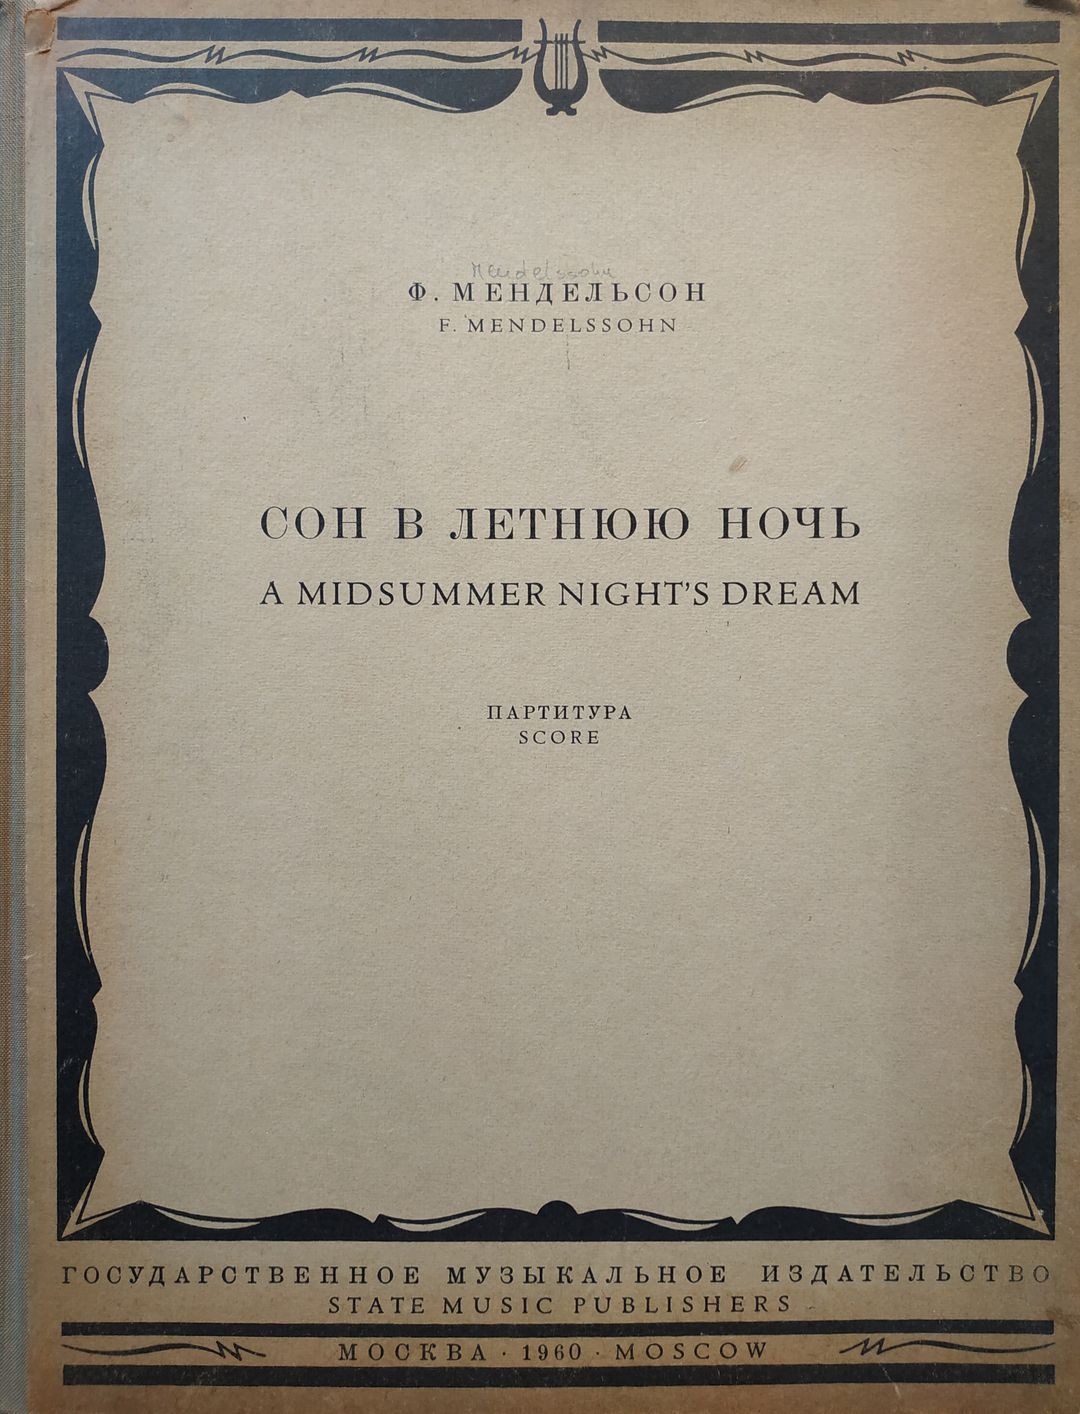 Mendelssohn
Ф. МЕНДЕЛЬСОН
F. MENDELSSOHN
СОН В ЛЕТНЮЮ НОЧЬ
A MIDSUMMER NIGHT'S DREAM
ПАРТИТУРА
SCORE
ГОСУДАРСТВЕННОЕ МУЗЫКАЛЬНОЕ ИЗДАТЕЛЬСТВО
STATE MUSIC PUBLISHERS
МОСКВА · 1960 · MOSCOW